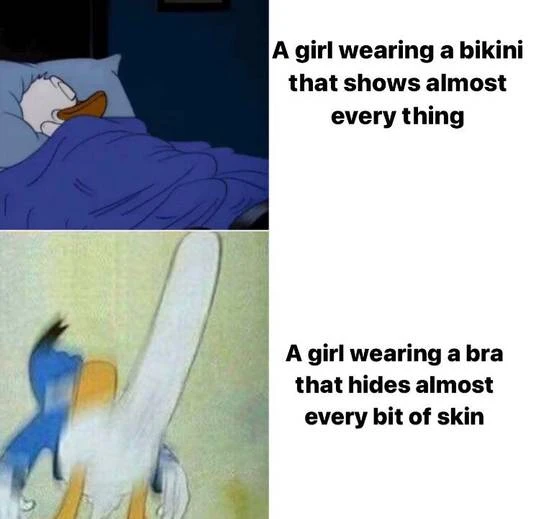 A girl wearing a bikini
that shows almost
every thing
A girl wearing a bra
that hides almost
every bit of skin